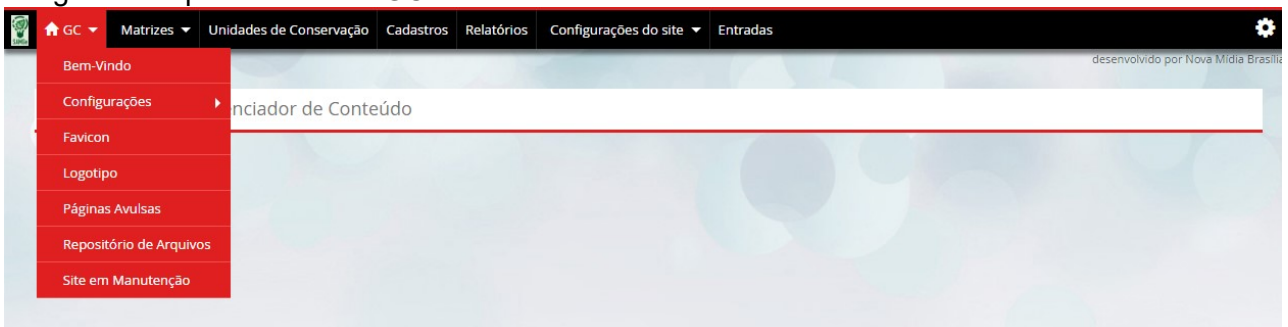 GC Matrizes Unidades de Conservação Cadastros Relatórios Configurações do site Entradas
desenvolvido por Nova Mídia Brasília
Bem-Vindo
Configurações
enciador de Conteúdo
Favicon
Logotipo
Páginas Avulsas
Repositório de Arquivos
Site em Manutenção